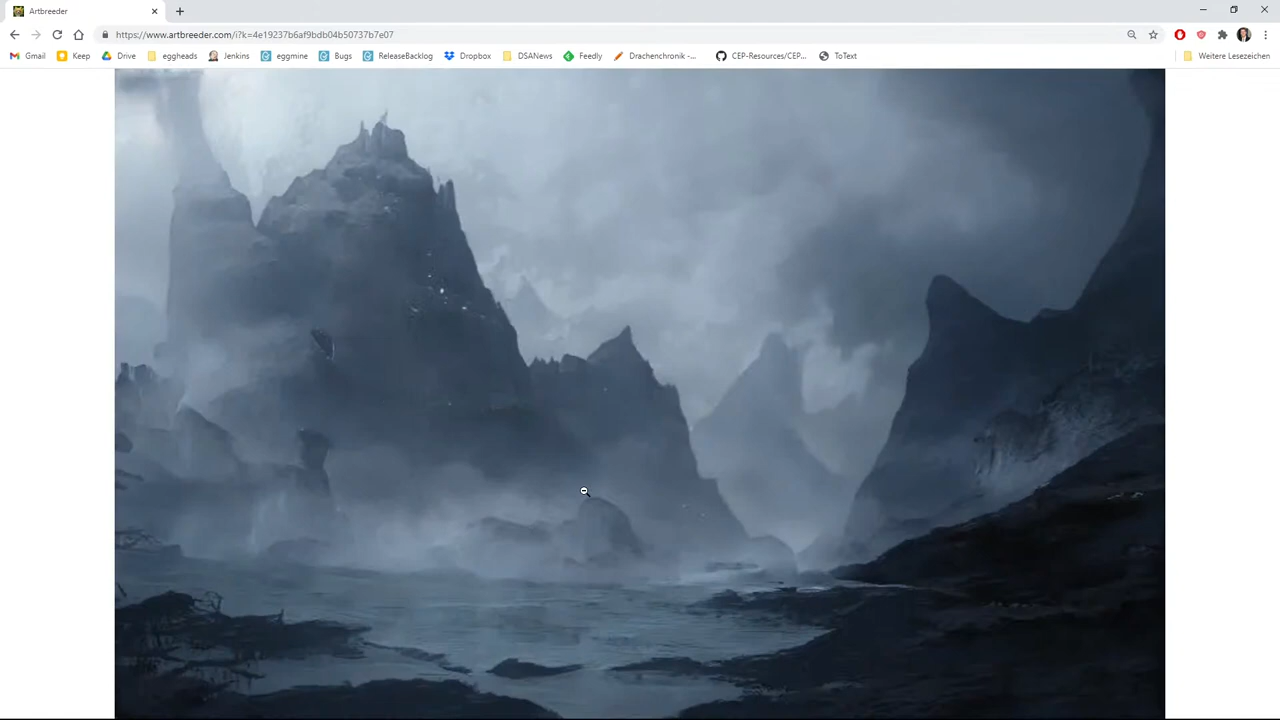 Artbreeder
https://www.artbreeder.com/i?k=4e19237b6af9bdb04b50737b7e07
Gmail Keep Drive eggheads Jenkins eggmine Bugs ReleaseBacklog Dropbox DSANews Feedly Drachenchronik -... CEP-Resources/CEP... ToText Weitere Lesezeichen